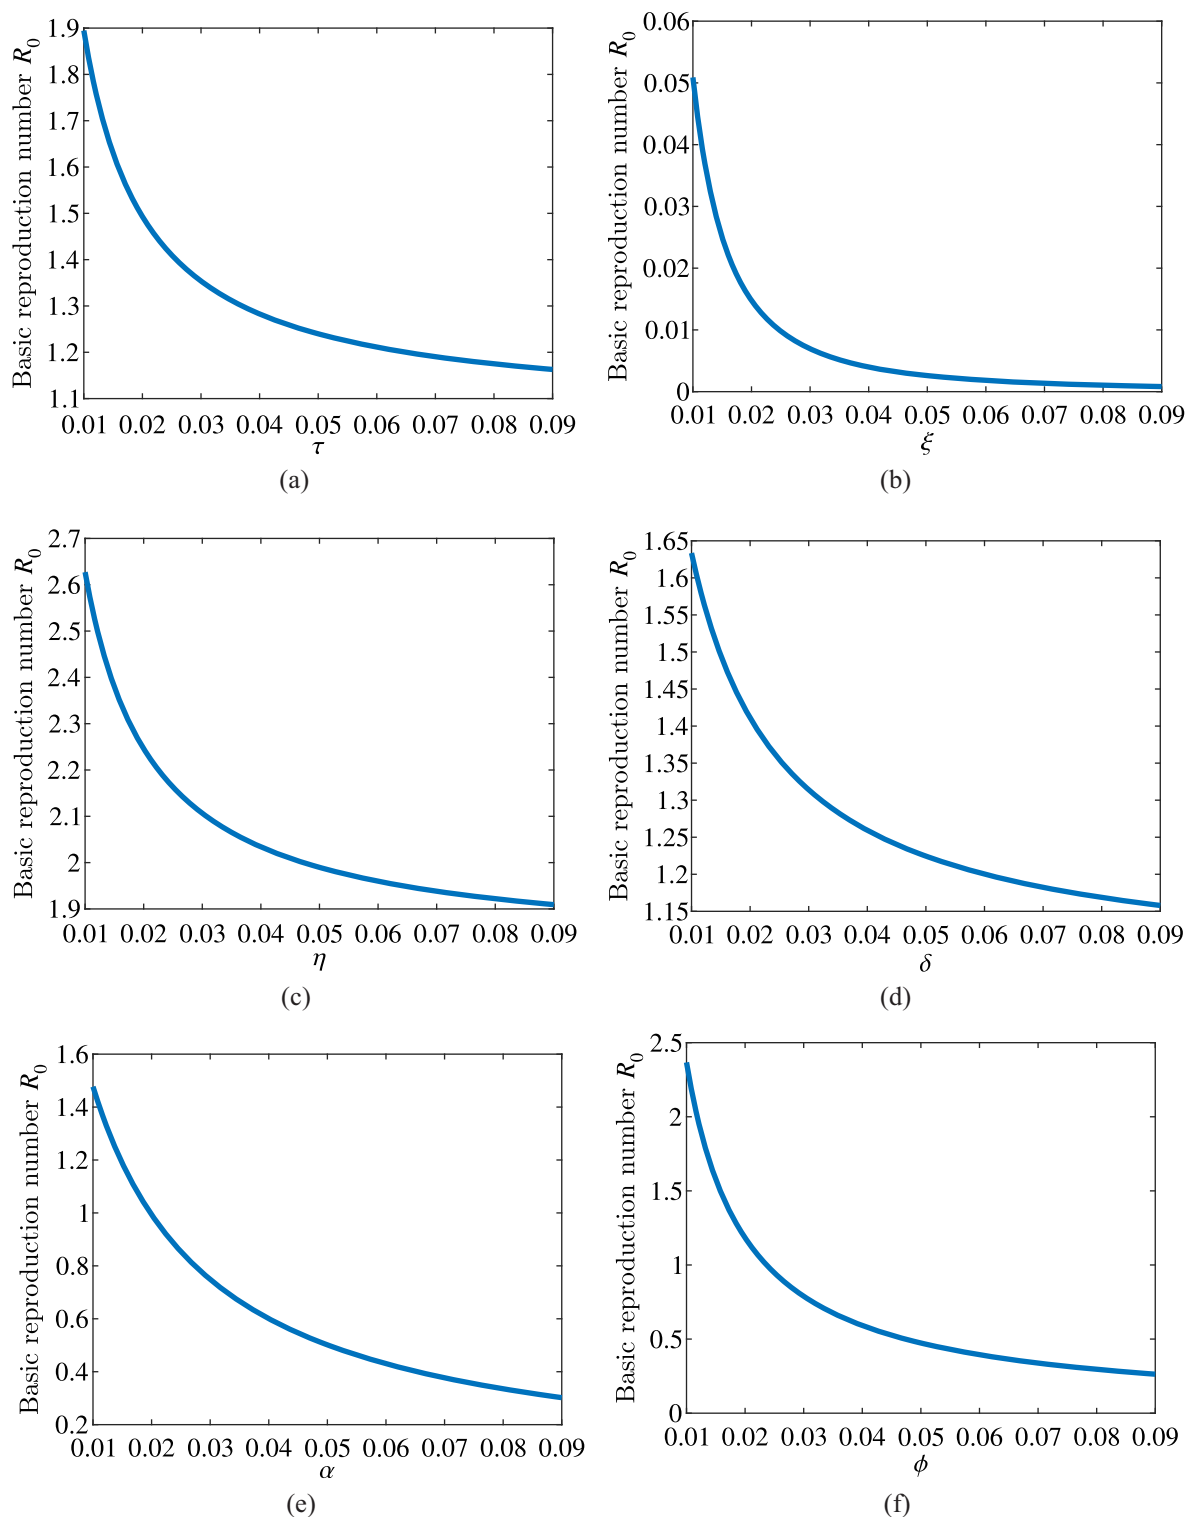 Basic reproduction number R₀
1.9
1.8
1.7
1.6
1.5
1.4
1.3
1.2
1.1
0.01 0.02 0.03 0.04 0.05 0.06 0.07 0.08 0.09
τ
(a)
Basic reproduction number R₀
0.06
0.05
0.04
0.03
0.02
0.01
0
0.01 0.02 0.03 0.04 0.05 0.06 0.07 0.08 0.09
ξ
(b)
Basic reproduction number R₀
2.7
2.6
2.5
2.4
2.3
2.2
2.1
2
1.9
0.01 0.02 0.03 0.04 0.05 0.06 0.07 0.08 0.09
η
(c)
Basic reproduction number R₀
1.65
1.6
1.55
1.5
1.45
1.4
1.35
1.3
1.25
1.2
1.15
0.01 0.02 0.03 0.04 0.05 0.06 0.07 0.08 0.09
δ
(d)
Basic reproduction number R₀
1.6
1.4
1.2
1
0.8
0.6
0.4
0.2
0.01 0.02 0.03 0.04 0.05 0.06 0.07 0.08 0.09
α
(e)
Basic reproduction number R₀
2.5
2
1.5
1
0.5
0
0.01 0.02 0.03 0.04 0.05 0.06 0.07 0.08 0.09
ϕ
(f)